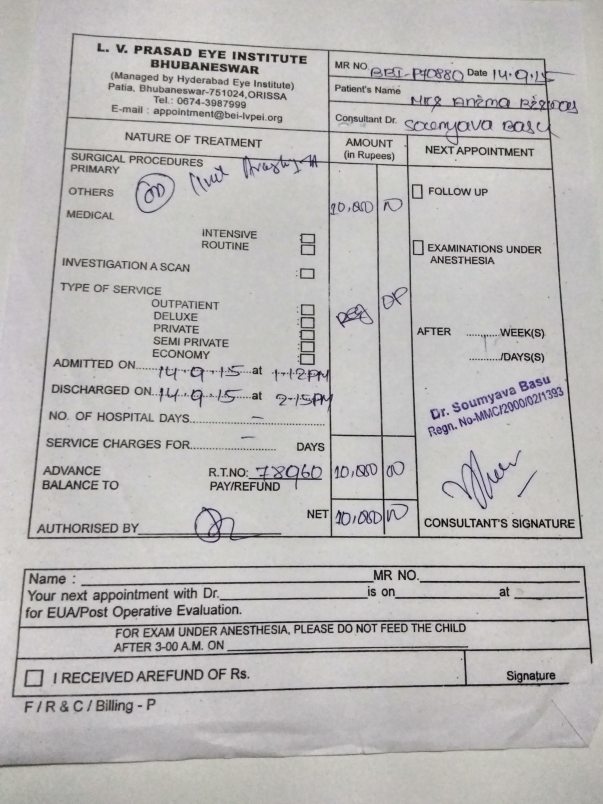 L. V. PRASAD EYE INSTITUTE
BHUBANESWAR
(Managed by Hyderabad Eye Institute)
Patia, Bhubaneswar-751024,ORISSA
Tel.: 0674-3987999
E-mail : appointment@bei-lvpei.org
MR NO BBI-P70880 Date 14.9.15
Patient's Name Mrs Anema
Consultant Dr. Soumyava Basu
NATURE OF TREATMENT
AMOUNT
(in Rupees)
NEXT APPOINTMENT
SURGICAL PROCEDURES
PRIMARY
OTHERS
OD
10,080 00
FOLLOW UP
MEDICAL
INTENSIVE
ROUTINE
EXAMINATIONS UNDER
ANESTHESIA
INVESTIGATION A SCAN
TYPE OF SERVICE
OUTPATIENT
DELUXE
PRIVATE
SEMI PRIVATE
ECONOMY
OP
AFTER ......... WEEK(S)
........./DAYS(S)
ADMITTED ON 14.9.15 at 1-12PM
DISCHARGED ON 14.9.15 at 2-15PM
NO. OF HOSPITAL DAYS –
SERVICE CHARGES FOR – DAYS
Dr. Soumyava Basu
Regn. No-MMC/2000/02/1393
ADVANCE R.T.NO: 78960 10,080 00
BALANCE TO PAY/REFUND
NET 10,080 00
AUTHORISED BY
CONSULTANT'S SIGNATURE
Name : MR NO.
Your next appointment with Dr. is on at
for EUA/Post Operative Evaluation.
FOR EXAM UNDER ANESTHESIA, PLEASE DO NOT FEED THE CHILD
AFTER 3-00 A.M. ON
I RECEIVED AREFUND OF Rs.
Signature
F / R & C / Billing - P